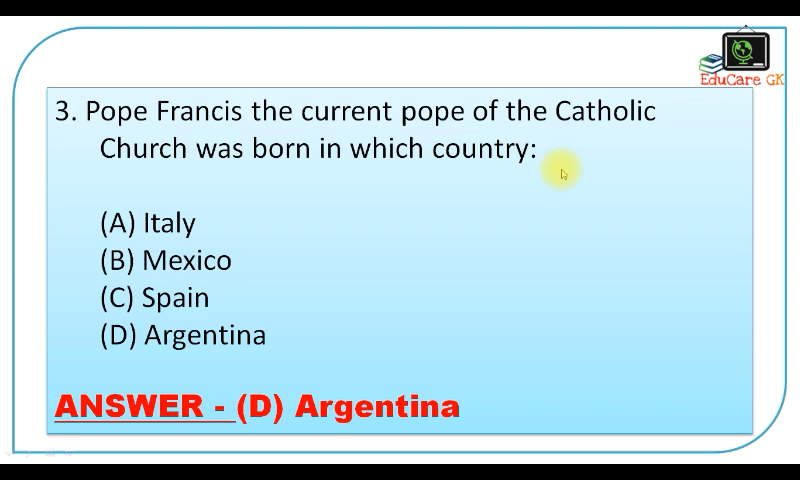 EduCare GK
3. Pope Francis the current pope of the Catholic
Church was born in which country:
(A) Italy
(B) Mexico
(C) Spain
(D) Argentina
ANSWER - (D) Argentina